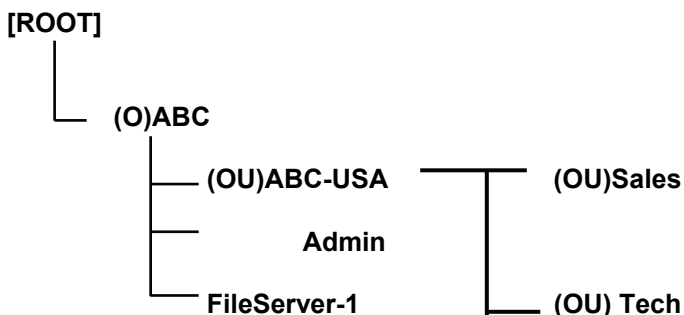 [ROOT]
(O)ABC
(OU)ABC-USA (OU)Sales
Admin
FileServer-1 (OU) Tech